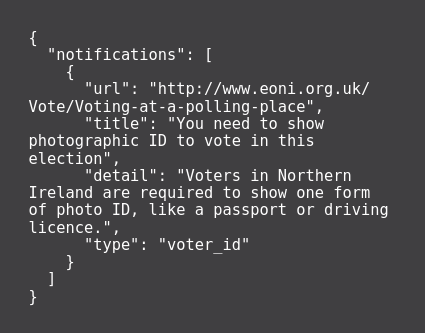 {
  "notifications": [
    {
      "url": "http://www.eoni.org.uk/
Vote/Voting-at-a-polling-place",
      "title": "You need to show
photographic ID to vote in this
election",
      "detail": "Voters in Northern
Ireland are required to show one form
of photo ID, like a passport or driving
licence.",
      "type": "voter_id"
    }
  ]
}